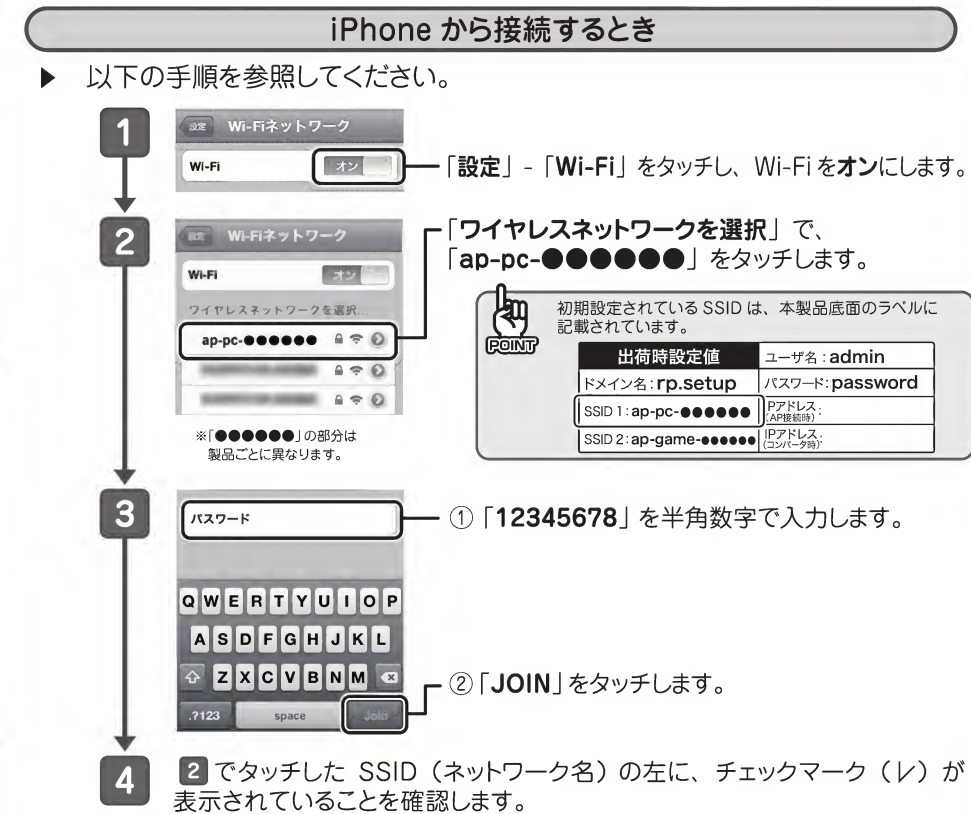 iPhone から接続するとき
▶ 以下の手順を参照してください。
1
設定 Wi-Fiネットワーク
Wi-Fi オン
「設定」-「Wi-Fi」をタッチし、Wi-Fiをオンにします。
2
設定 Wi-Fiネットワーク
Wi-Fi オン
ワイヤレスネットワークを選択...
ap-pc-●●●●●●
※「●●●●●●」の部分は
製品ごとに異なります。
「ワイヤレスネットワークを選択」で、
「ap-pc-●●●●●●」をタッチします。
POINT
初期設定されている SSID は、本製品底面のラベルに
記載されています。
出荷時設定値 ユーザ名:admin
ドメイン名:rp.setup パスワード:password
SSID 1:ap-pc-●●●●●● IPアドレス(AP接続時):
SSID 2:ap-game-●●●●●● IPアドレス(コンバータ時):
3
パスワード
①「12345678」を半角数字で入力します。
Q W E R T Y U I O P
A S D F G H J K L
Z X C V B N M
.?123 space Join
②「JOIN」をタッチします。
4
2 でタッチした SSID(ネットワーク名)の左に、チェックマーク(✓)が
表示されていることを確認します。